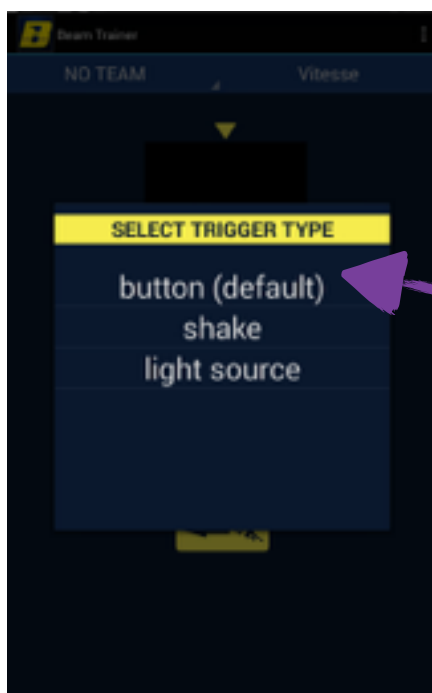 Beam Trainer
NO TEAM Vitesse
SELECT TRIGGER TYPE
button (default)
shake
light source